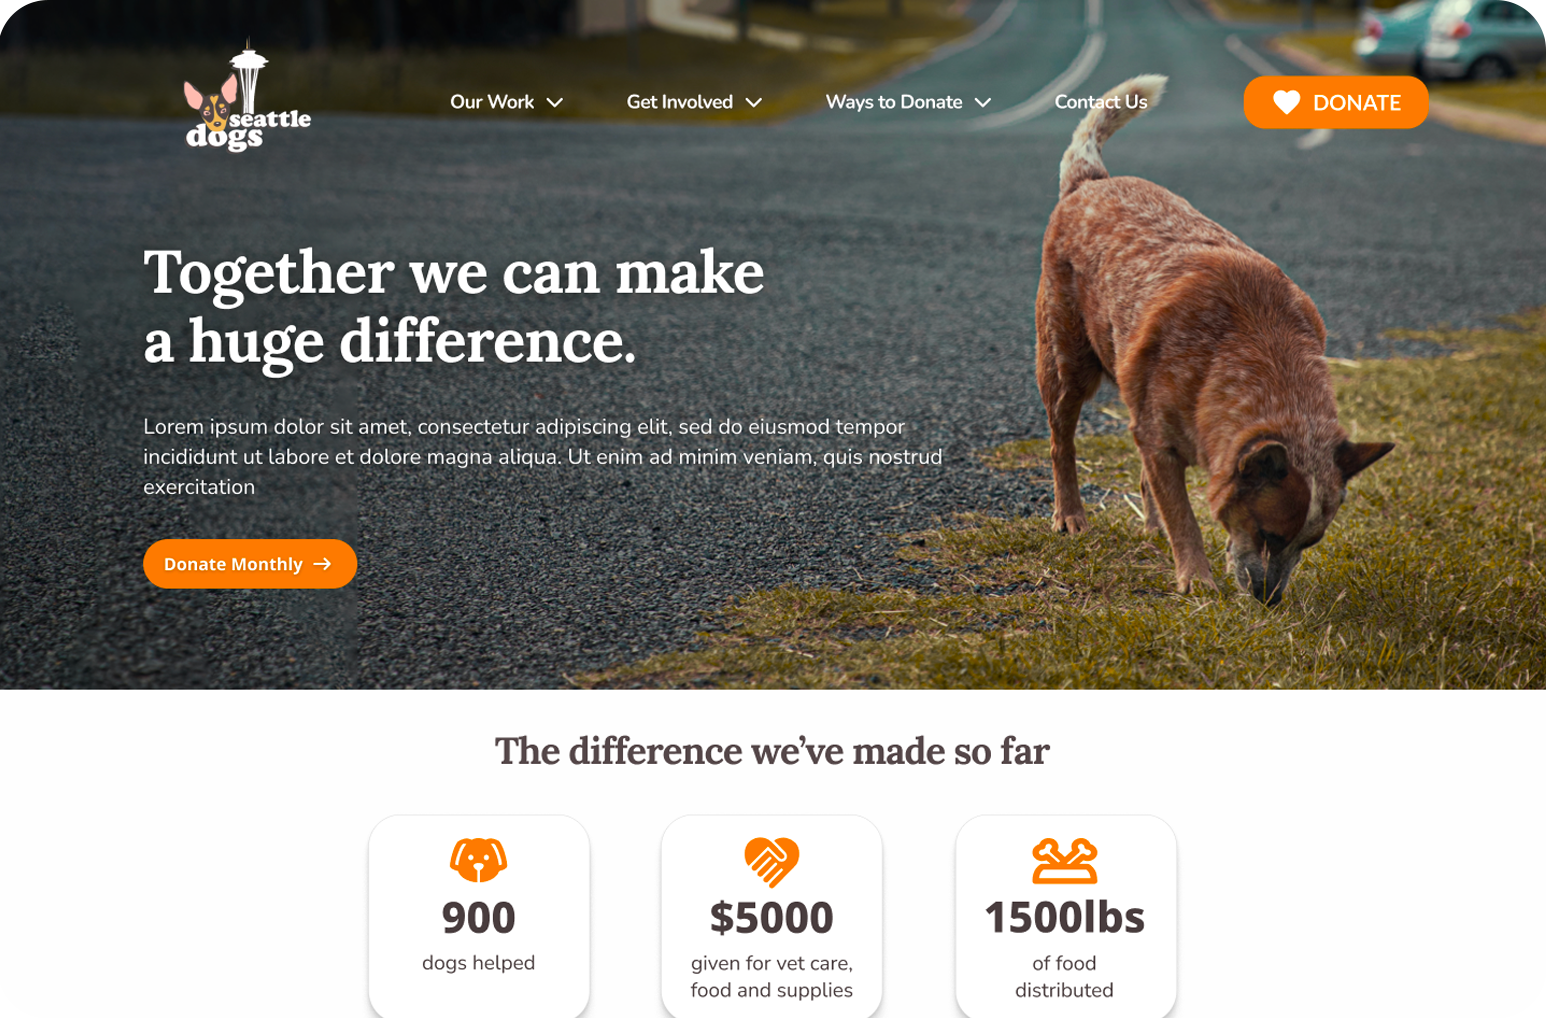 seattle
dogs
Our Work
Get Involved
Ways to Donate
Contact Us
DONATE
Together we can make
a huge difference.
Lorem ipsum dolor sit amet, consectetur adipiscing elit, sed do eiusmod tempor
incididunt ut labore et dolore magna aliqua. Ut enim ad minim veniam, quis nostrud
exercitation
Donate Monthly
The difference we’ve made so far
900
dogs helped
$5000
given for vet care,
food and supplies
1500lbs
of food
distributed